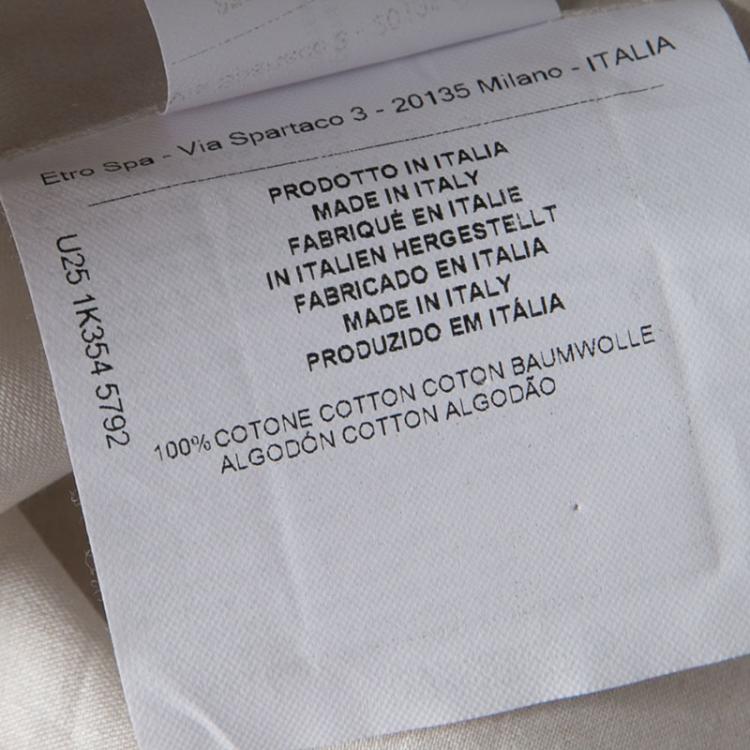 Etro Spa - Via Spartaco 3 - 20135 Milano - ITALIA
PRODOTTO IN ITALIA
MADE IN ITALY
FABRIQUÉ EN ITALIE
IN ITALIEN HERGESTELLT
FABRICADO EN ITALIA
MADE IN ITALY
PRODUZIDO EM ITÁLIA
U25 1K354 5792
100% COTONE COTTON COTON BAUMWOLLE
ALGODÓN COTTON ALGODÃO